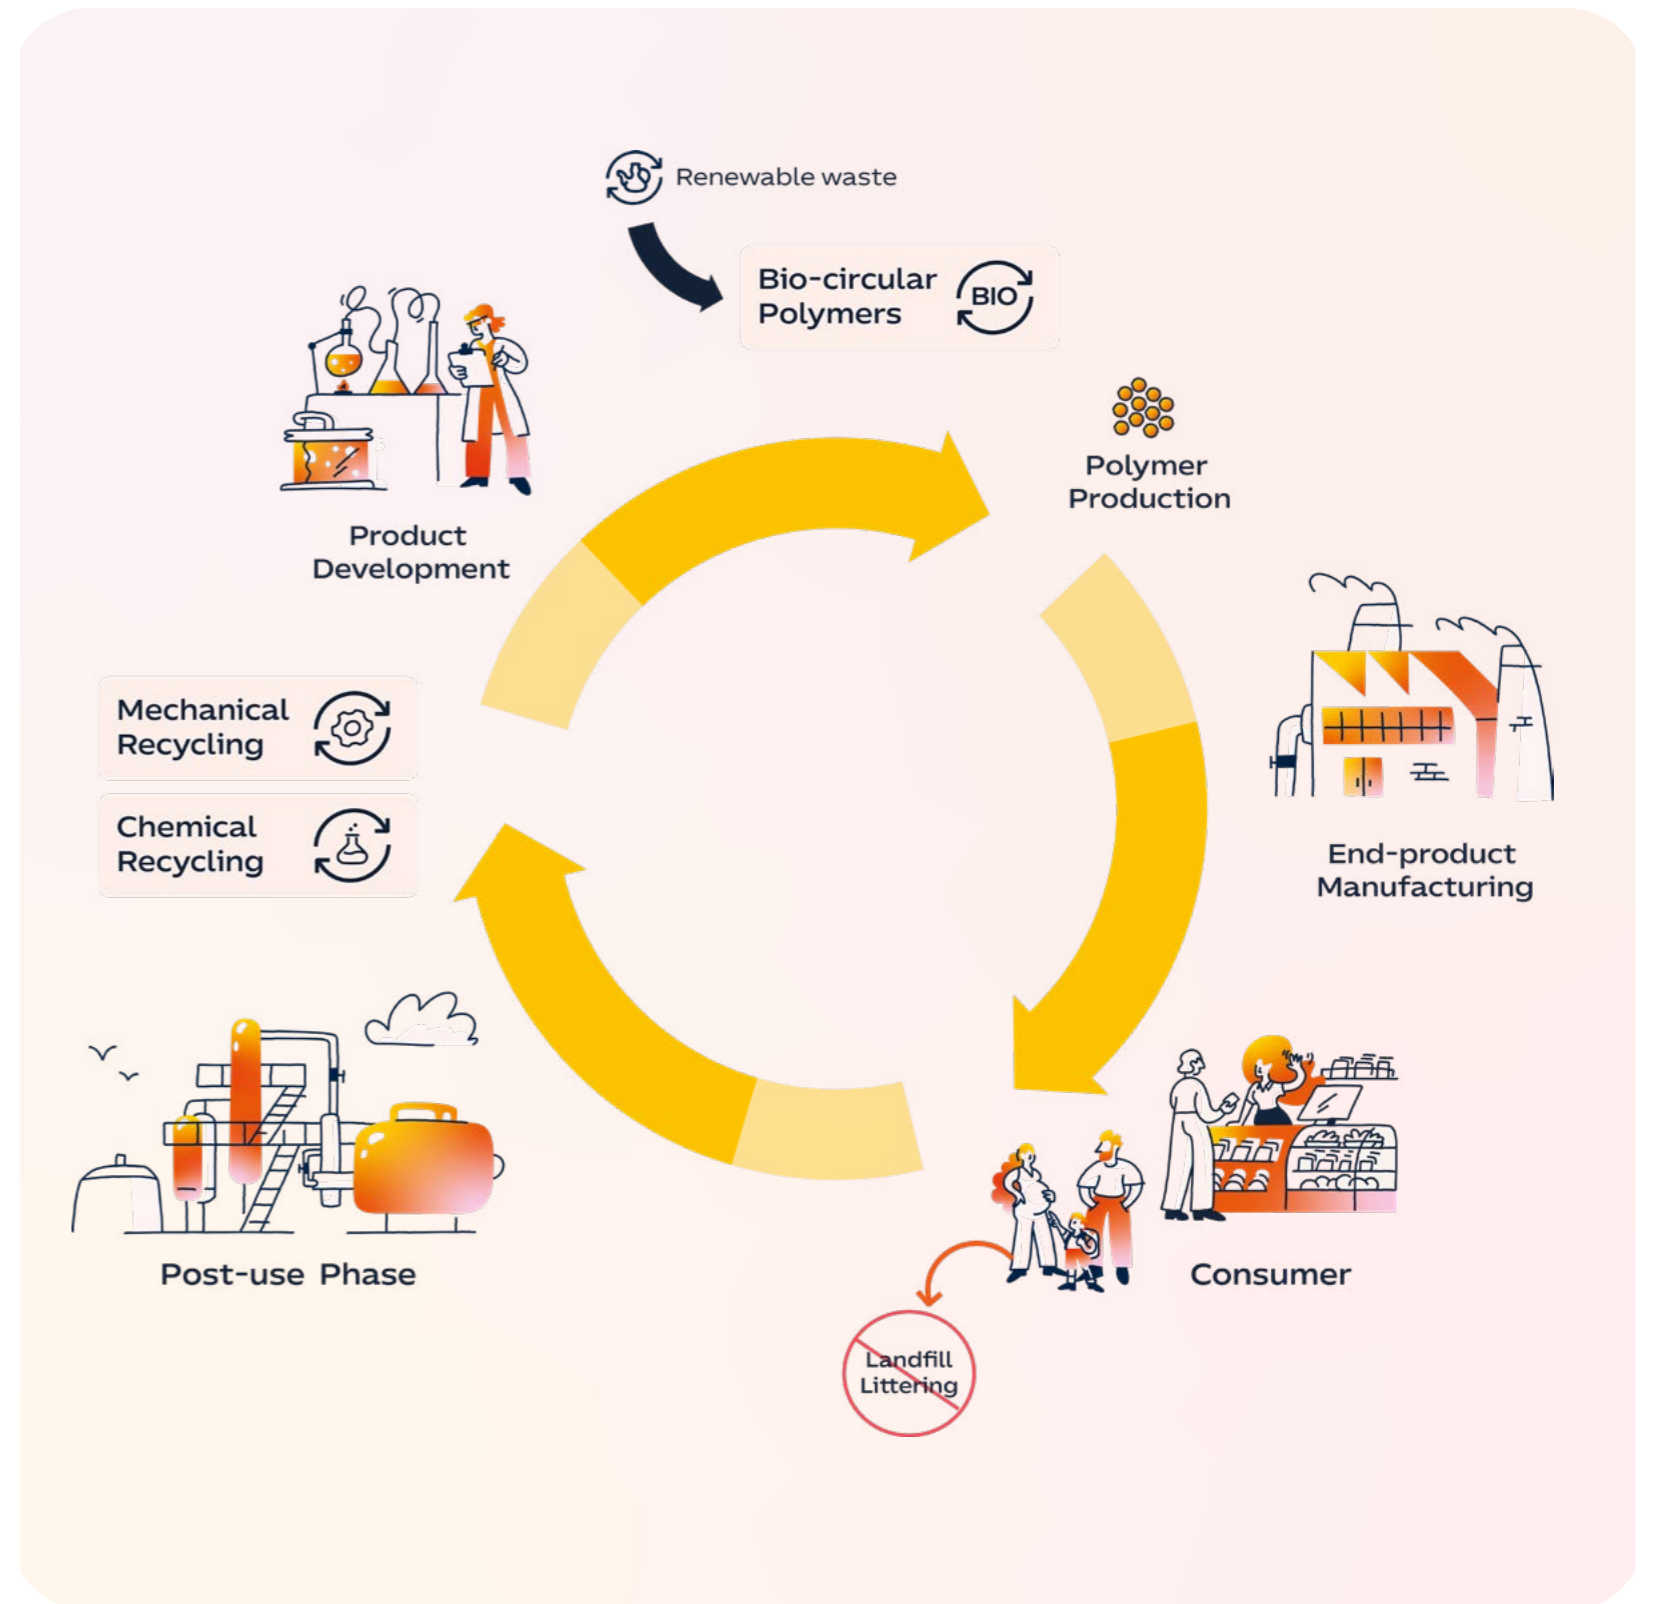 Renewable waste
Bio-circular
Polymers
BIO
Polymer
Production
Product
Development
Mechanical
Recycling
Chemical
Recycling
End-product
Manufacturing
Post-use Phase
Consumer
Landfill
Littering